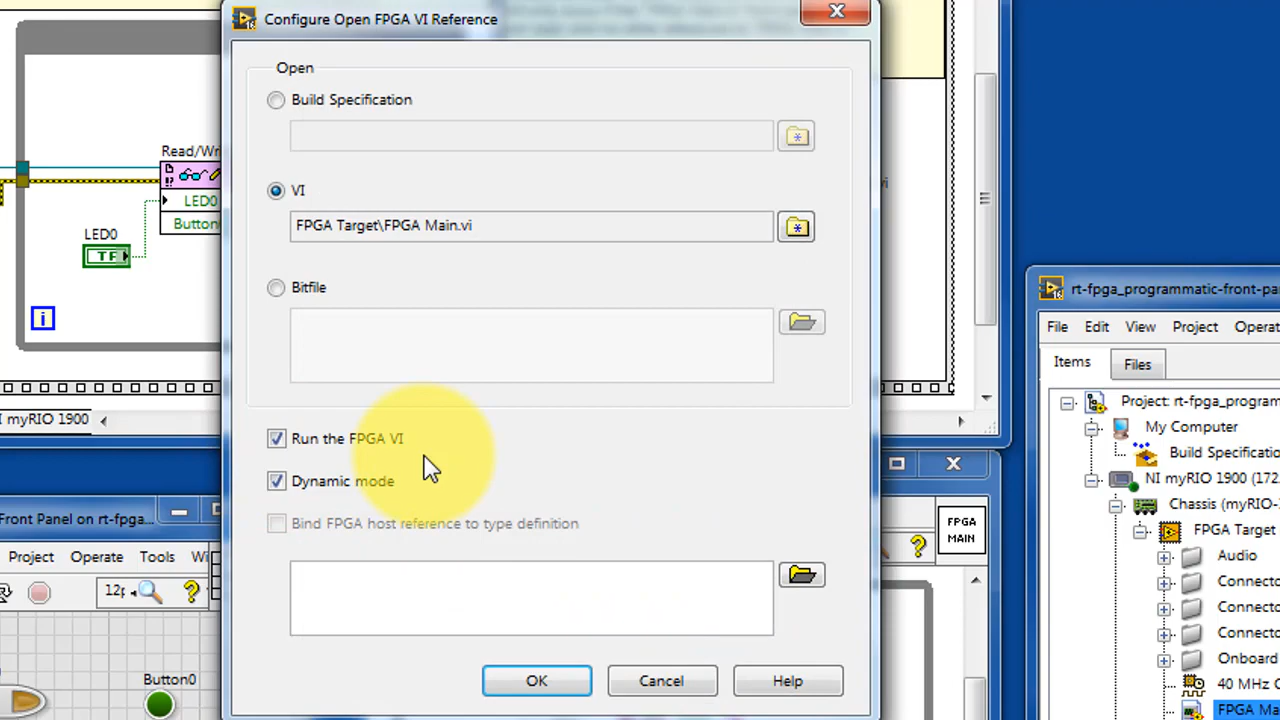 Configure Open FPGA VI Reference
Open
Build Specification
VI
FPGA Target\FPGA Main.vi
Bitfile
Run the FPGA VI
Dynamic mode
Bind FPGA host reference to type definition
OK
Cancel
Help
Read/Wri
LED0
Button
LED0
TF
i
I myRIO 1900
Front Panel on rt-fpga...
Project
Operate
Tools
Wi
12p
Button0
FPGA
MAIN
vi
rt-fpga_programmatic-front-pa
File
Edit
View
Project
Operat
Items
Files
Project: rt-fpga_program
My Computer
Build Specificatio
NI myRIO 1900 (172.
Chassis (myRIO-
FPGA Target
Audio
Connecto
Connecto
Connecto
Onboard
40 MHz C
FPGA Ma